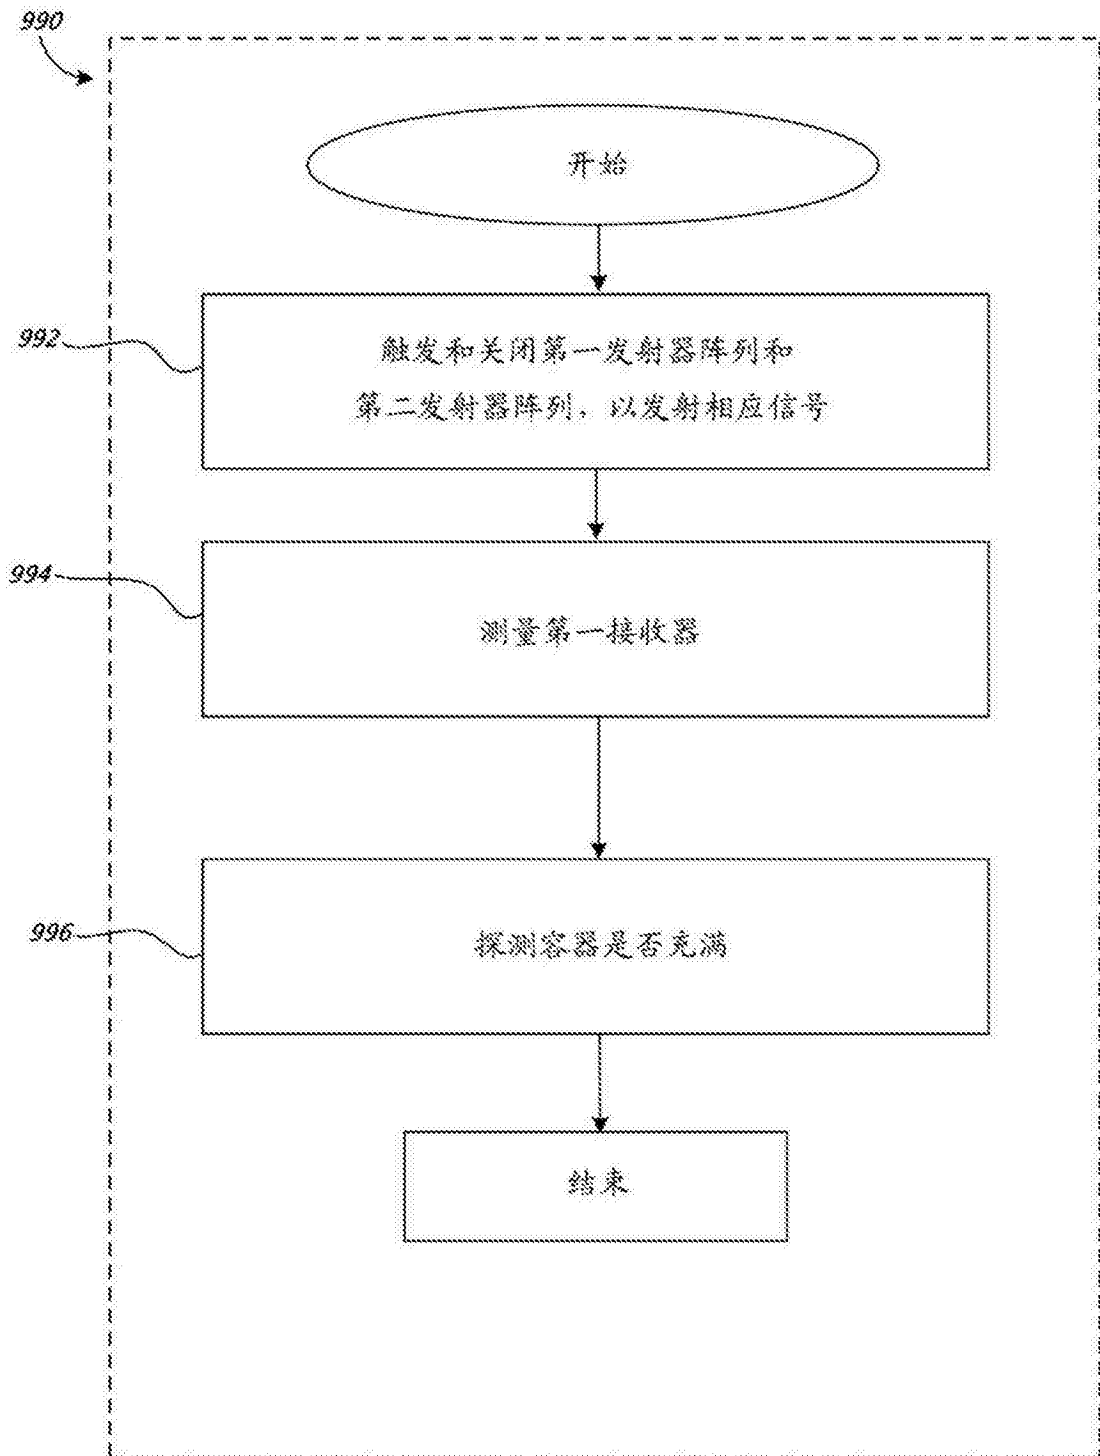 990
开始
992
触发和关闭第一发射器阵列和
第二发射器阵列，以发射相应信号
994
测量第一接收器
996
探测容器是否充满
结束